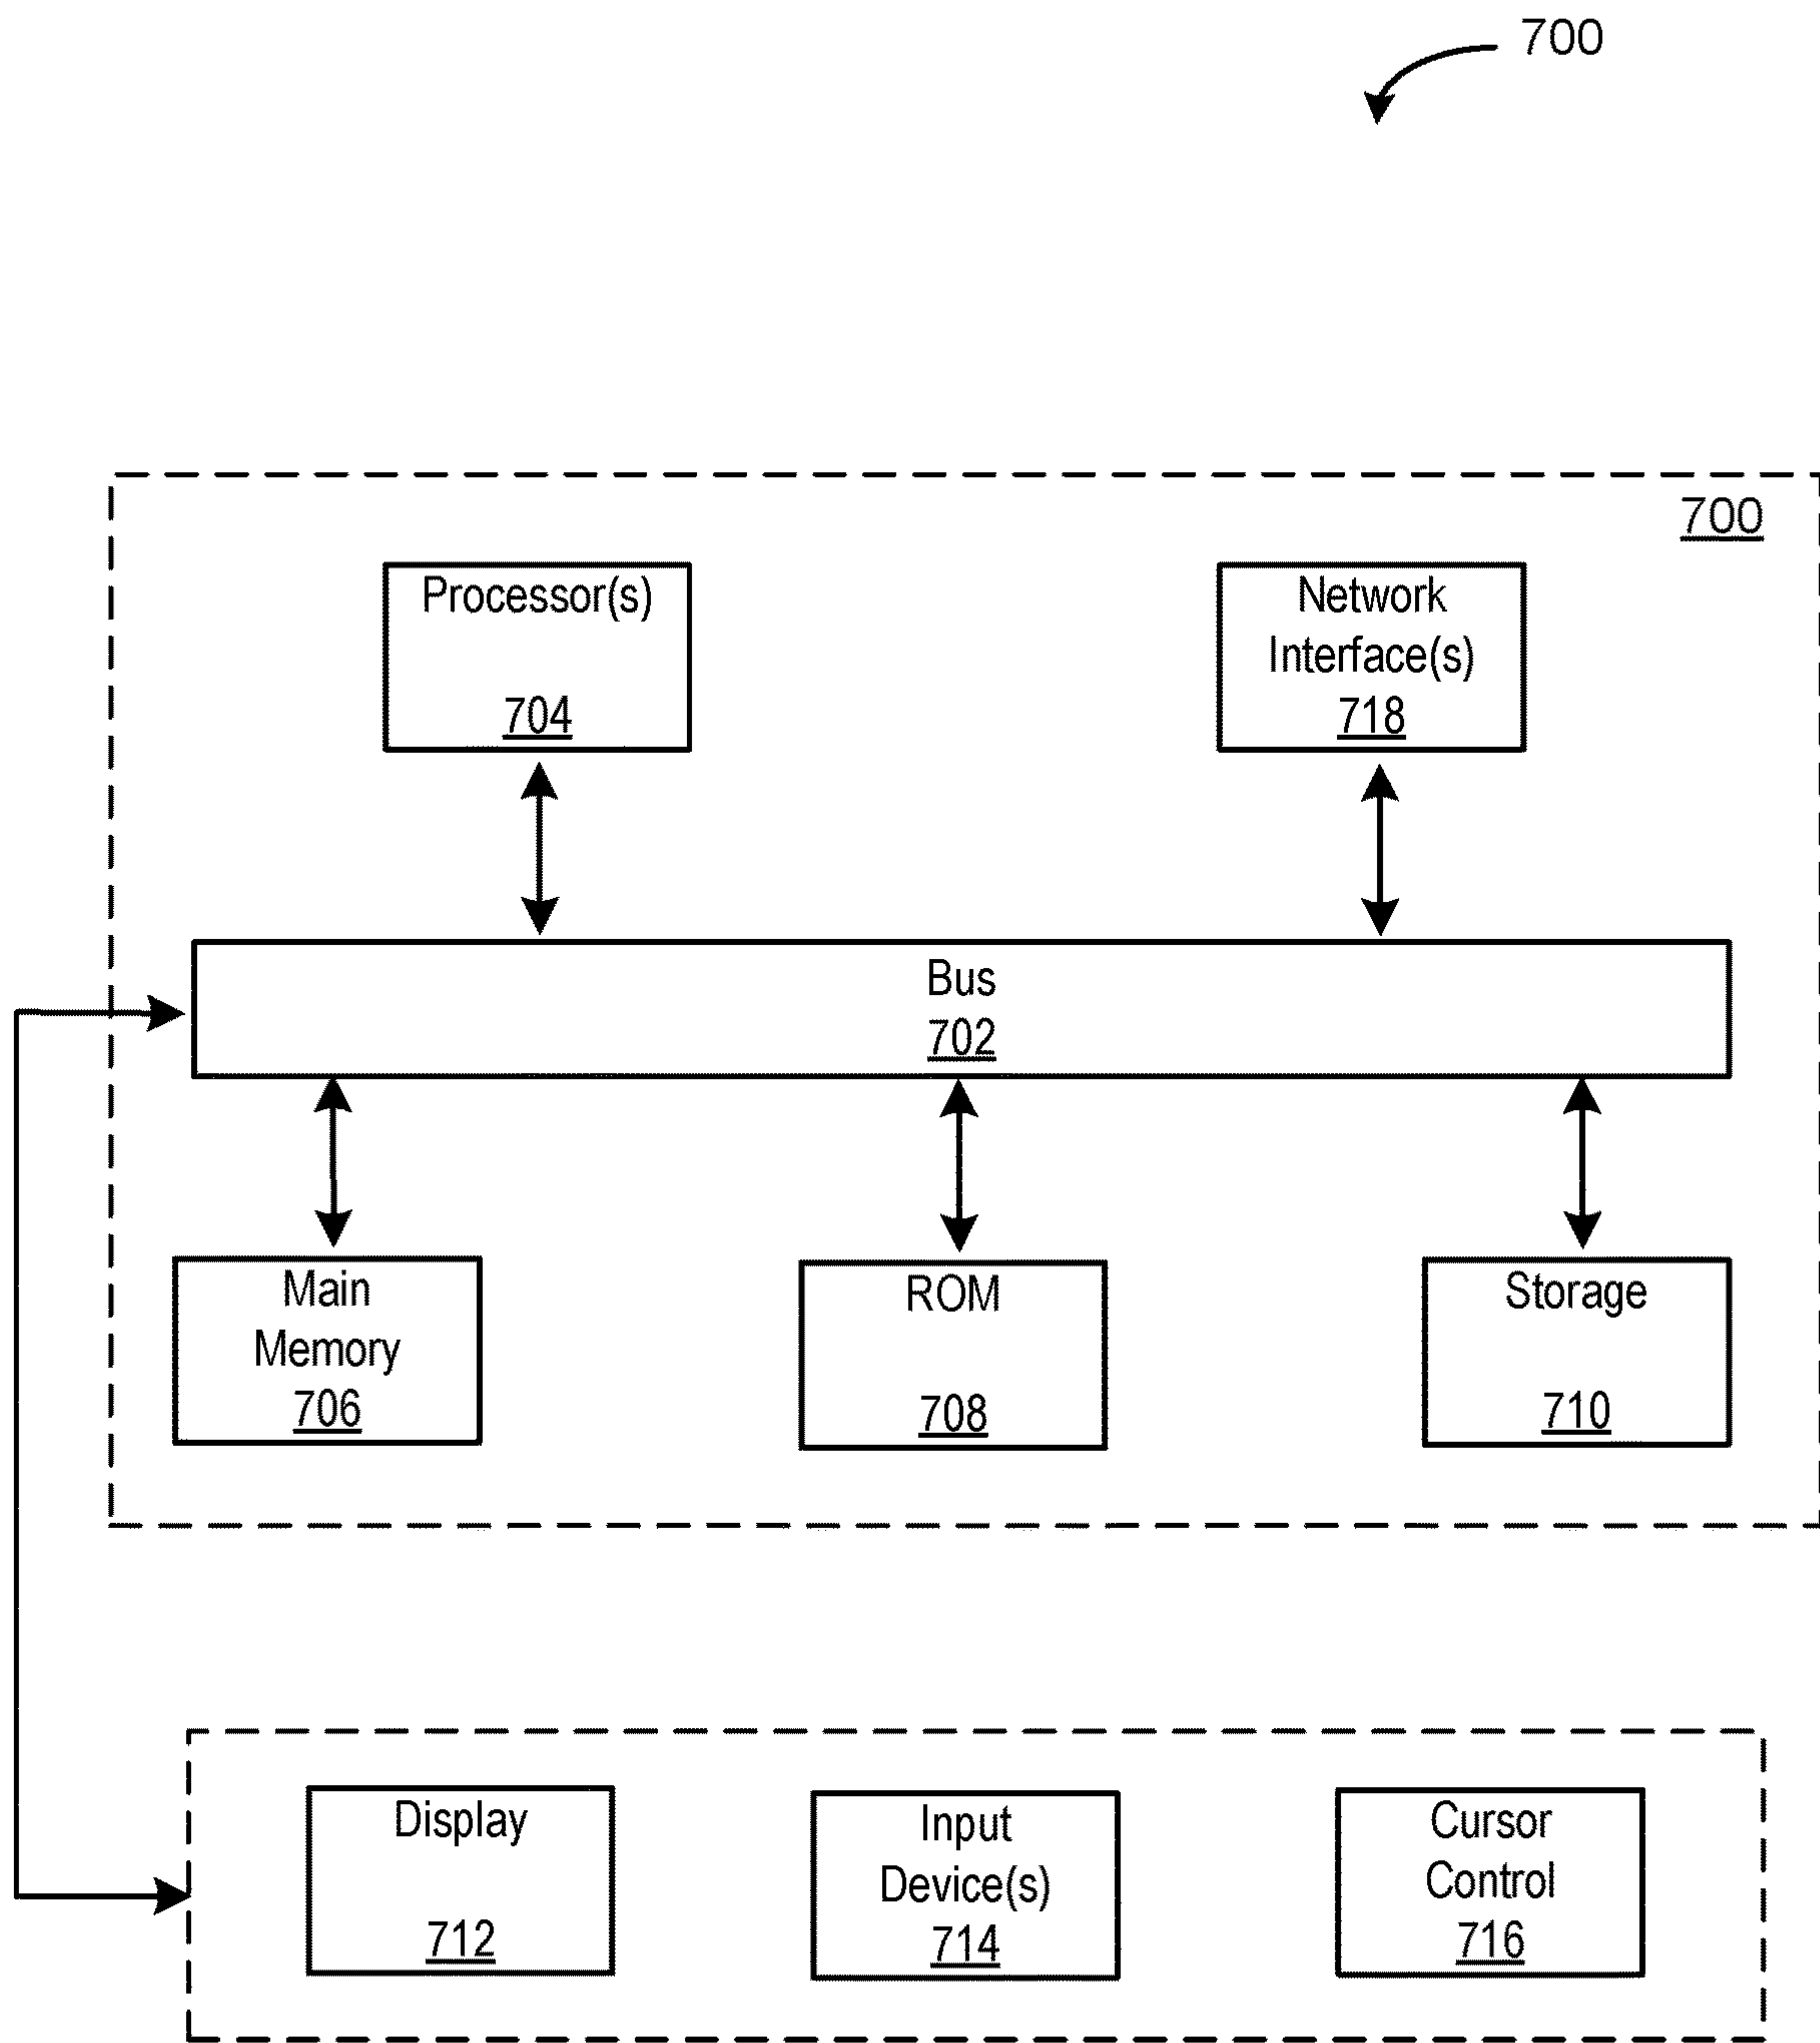 700
700
Processor(s)
704
Network
Interface(s)
718
Bus
702
Main
Memory
706
ROM
708
Storage
710
Display
712
Input
Device(s)
714
Cursor
Control
716